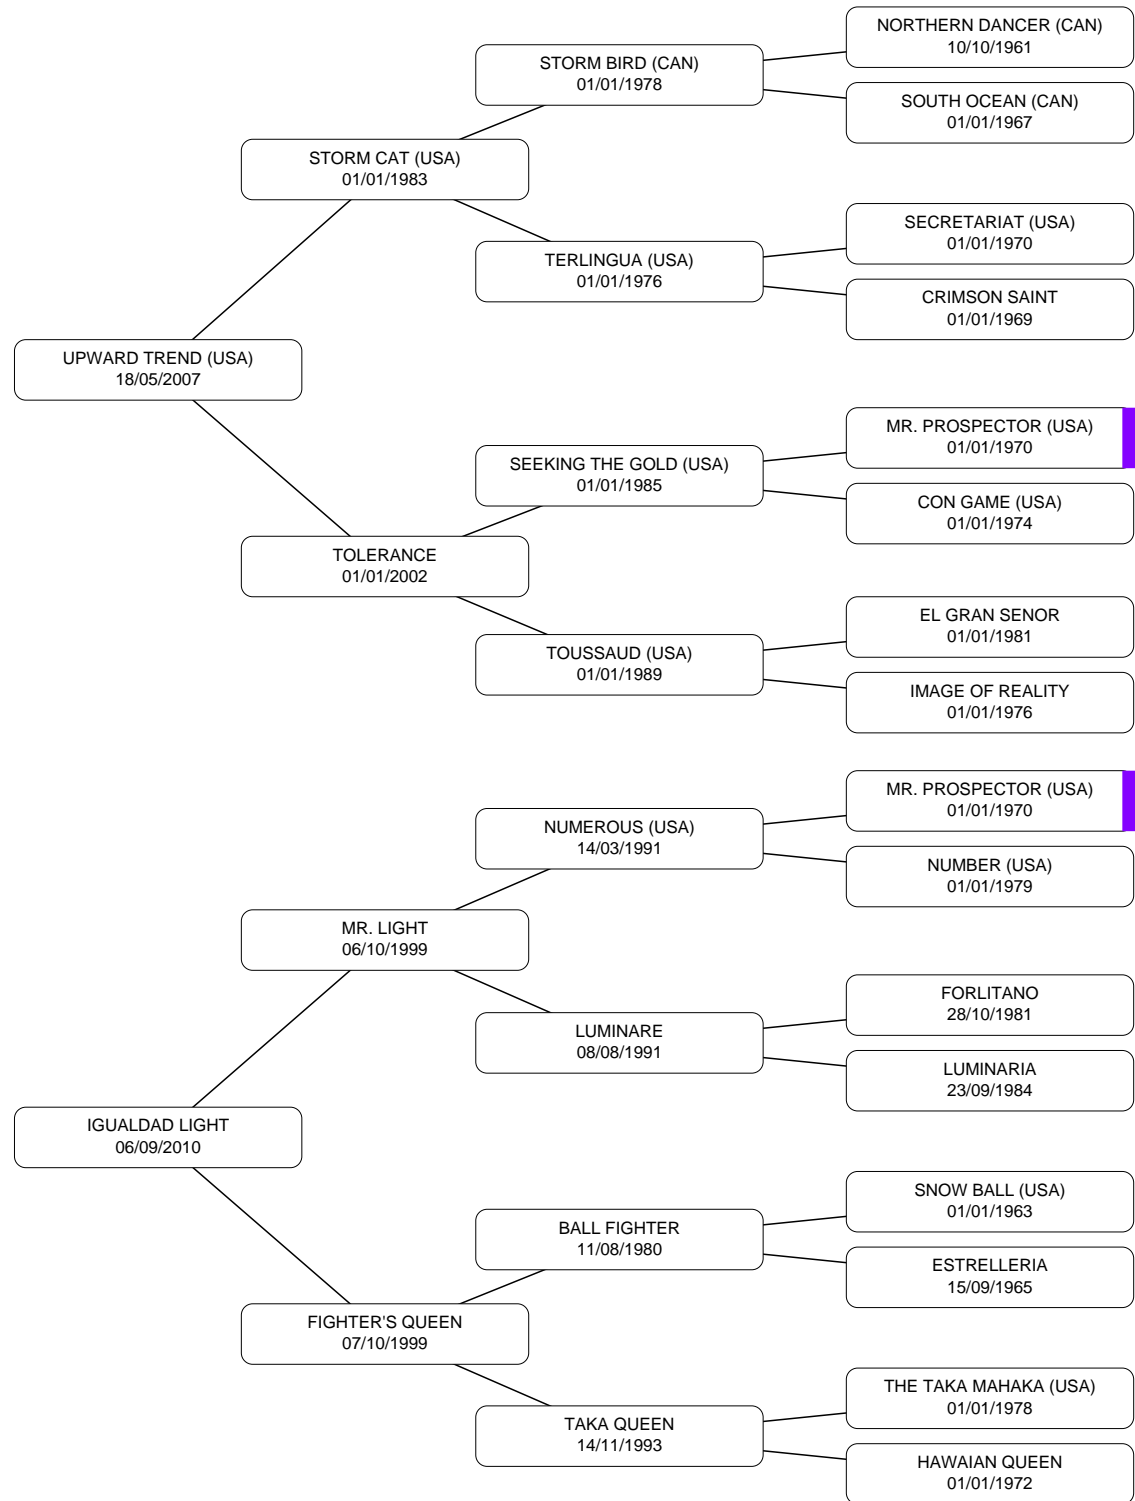 NORTHERN DANCER (CAN)
10/10/1961
STORM BIRD (CAN)
01/01/1978
SOUTH OCEAN (CAN)
01/01/1967
STORM CAT (USA)
01/01/1983
SECRETARIAT (USA)
01/01/1970
TERLINGUA (USA)
01/01/1976
CRIMSON SAINT
01/01/1969
UPWARD TREND (USA)
18/05/2007
MR. PROSPECTOR (USA)
01/01/1970
SEEKING THE GOLD (USA)
01/01/1985
CON GAME (USA)
01/01/1974
TOLERANCE
01/01/2002
EL GRAN SENOR
01/01/1981
TOUSSAUD (USA)
01/01/1989
IMAGE OF REALITY
01/01/1976
MR. PROSPECTOR (USA)
01/01/1970
NUMEROUS (USA)
14/03/1991
NUMBER (USA)
01/01/1979
MR. LIGHT
06/10/1999
FORLITANO
28/10/1981
LUMINARE
08/08/1991
LUMINARIA
23/09/1984
IGUALDAD LIGHT
06/09/2010
SNOW BALL (USA)
01/01/1963
BALL FIGHTER
11/08/1980
ESTRELLERIA
15/09/1965
FIGHTER'S QUEEN
07/10/1999
THE TAKA MAHAKA (USA)
01/01/1978
TAKA QUEEN
14/11/1993
HAWAIAN QUEEN
01/01/1972